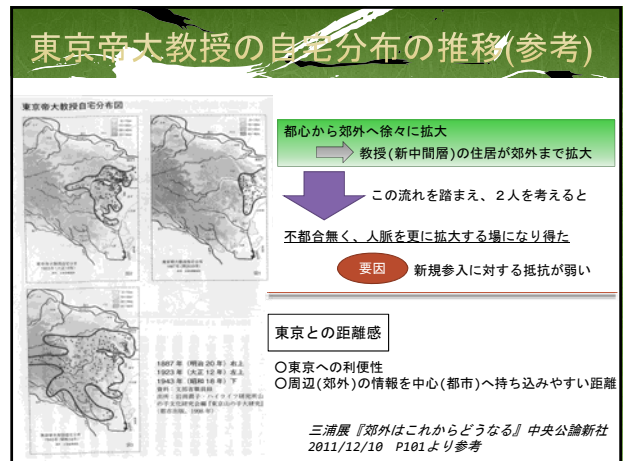 東京帝大教授の自宅分布の推移(参考)
東京帝大教授自宅分布図
都心から郊外へ徐々に拡大
教授(新中間層)の住居が郊外まで拡大
この流れを踏まえ、2人を考えると
不都合無く、人脈を更に拡大する場になり得た
要因
新規参入に対する抵抗が弱い
東京との距離感
〇東京への利便性
〇周辺(郊外)の情報を中心(都市)へ持ち込みやすい距離
1887年(明治20年)右上
1923年(大正12年)左上
1943年(昭和18年)下
三浦展『郊外はこれからどうなる』中央公論新社
2011/12/10 P101より参考